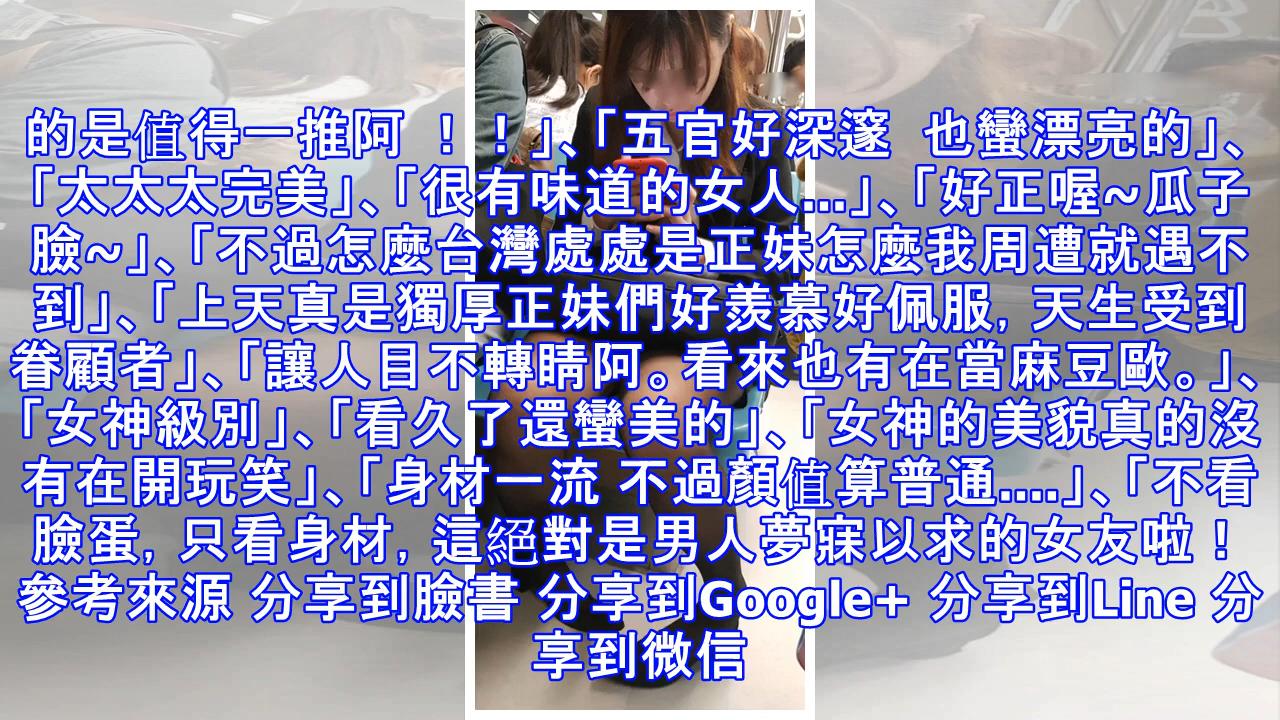 的是值得一推阿 ！！」、「五官好深邃 也蠻漂亮的」、
「太太太完美」、「很有味道的女人...」、「好正喔~瓜子
臉~」、「不過怎麼台灣處處是正妹怎麼我周遭就遇不
到」、「上天真是獨厚正妹們好羨慕好佩服, 天生受到
眷顧者」、「讓人目不轉睛阿。看來也有在當麻豆歐。」、
「女神級別」、「看久了還蠻美的」、「女神的美貌真的沒
有在開玩笑」、「身材一流 不過顏值算普通....」、「不看
臉蛋, 只看身材, 這絕對是男人夢寐以求的女友啦！
參考來源 分享到臉書 分享到Google+ 分享到Line 分
享到微信